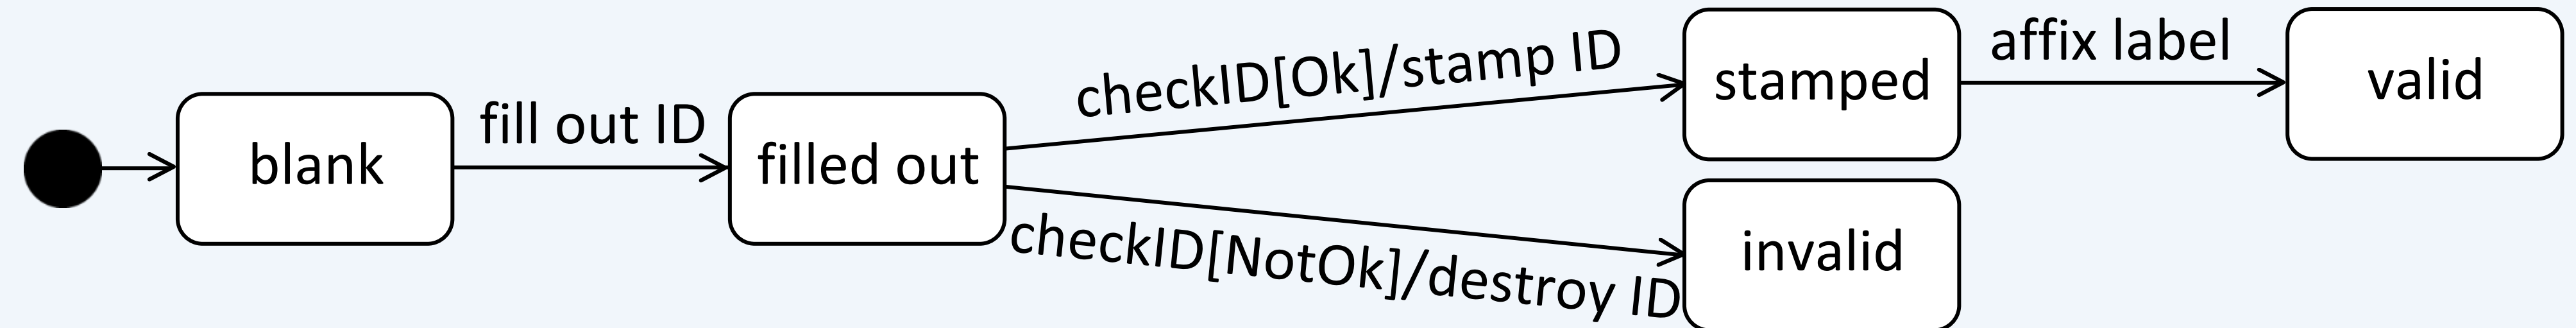 blank
fill out ID
filled out
checkID[Ok]/stamp ID
stamped
affix label
valid
checkID[NotOk]/destroy ID
invalid